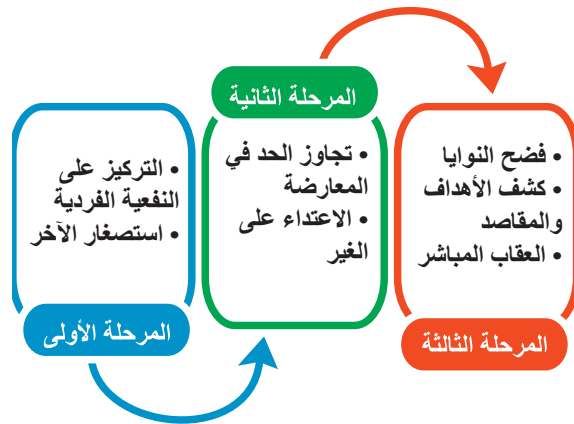 المرحلة الأولى
• التركيز على
النفعية الفردية
• استصغار الآخر
المرحلة الثانية
• تجاوز الحد في
المعارضة
• الاعتداء على
الغير
المرحلة الثالثة
• فضح النوايا
• كشف الأهداف
والمقاصد
• العقاب المباشر